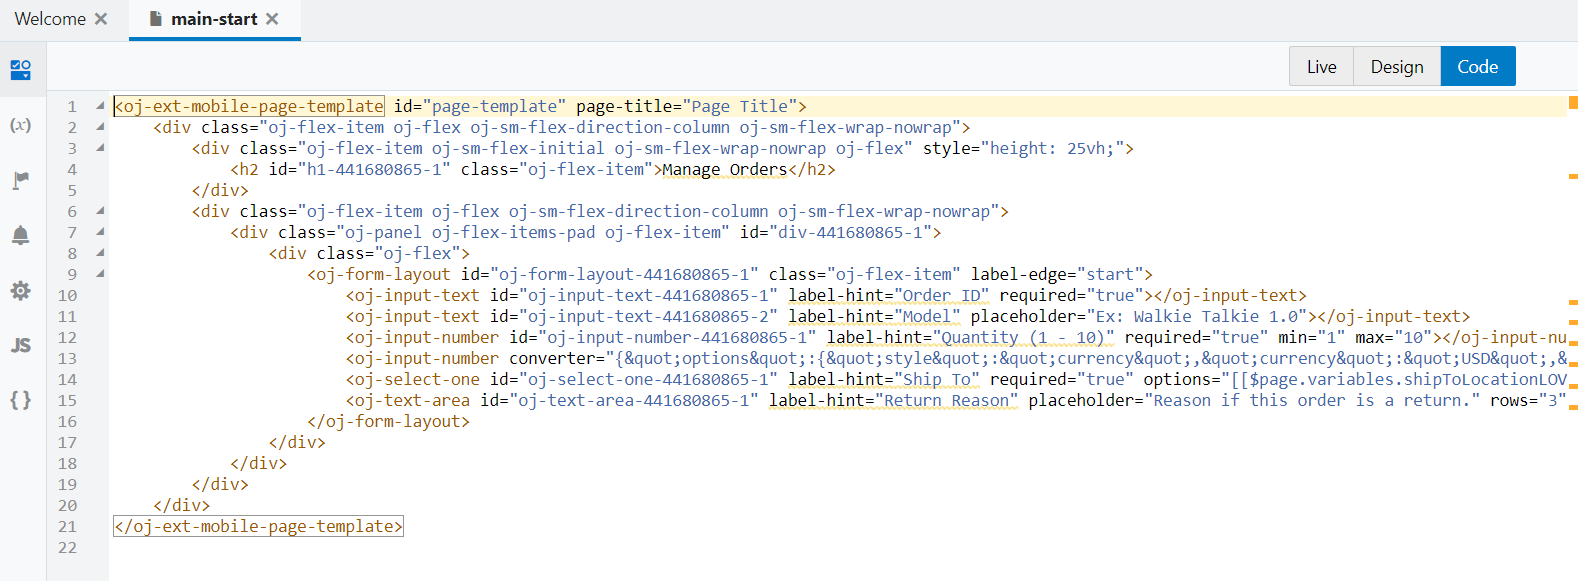 Welcome ✕ main-start ✕
Live Design Code
(x)
JS
{ }
1 <oj-ext-mobile-page-template id="page-template" page-title="Page Title">
2 <div class="oj-flex-item oj-flex oj-sm-flex-direction-column oj-sm-flex-wrap-nowrap">
3 <div class="oj-flex-item oj-sm-flex-initial oj-sm-flex-wrap-nowrap oj-flex" style="height: 25vh;">
4 <h2 id="h1-441680865-1" class="oj-flex-item">Manage Orders</h2>
5 </div>
6 <div class="oj-flex-item oj-flex oj-sm-flex-direction-column oj-sm-flex-wrap-nowrap">
7 <div class="oj-panel oj-flex-items-pad oj-flex-item" id="div-441680865-1">
8 <div class="oj-flex">
9 <oj-form-layout id="oj-form-layout-441680865-1" class="oj-flex-item" label-edge="start">
10 <oj-input-text id="oj-input-text-441680865-1" label-hint="Order ID" required="true"></oj-input-text>
11 <oj-input-text id="oj-input-text-441680865-2" label-hint="Model" placeholder="Ex: Walkie Talkie 1.0"></oj-input-text>
12 <oj-input-number id="oj-input-number-441680865-1" label-hint="Quantity (1 - 10)" required="true" min="1" max="10"></oj-input-nu
13 <oj-input-number converter="{&quot;options&quot;:{&quot;style&quot;:&quot;currency&quot;,&quot;currency&quot;:&quot;USD&quot;,&
14 <oj-select-one id="oj-select-one-441680865-1" label-hint="Ship To" required="true" options="[[$page.variables.shipToLocationLOV
15 <oj-text-area id="oj-text-area-441680865-1" label-hint="Return Reason" placeholder="Reason if this order is a return." rows="3"
16 </oj-form-layout>
17 </div>
18 </div>
19 </div>
20 </div>
21 </oj-ext-mobile-page-template>
22